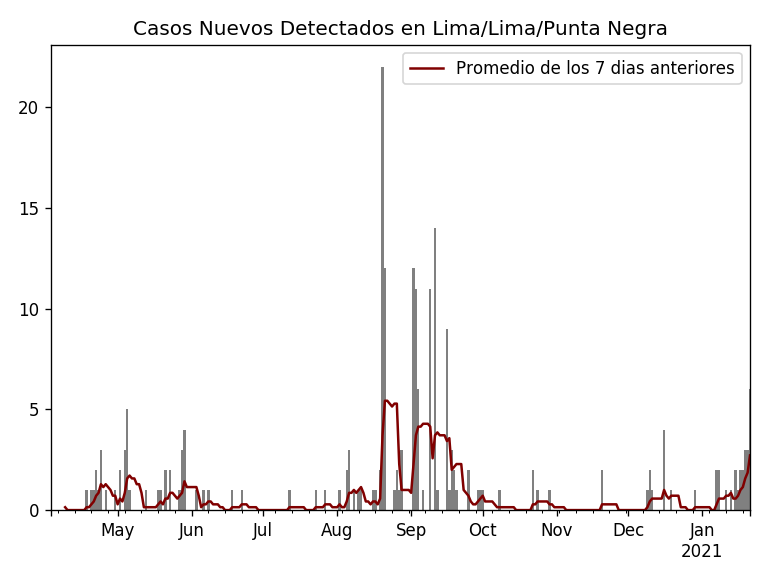 Casos Nuevos Detectados en Lima/Lima/Punta Negra
Promedio de los 7 dias anteriores
20
15
10
5
0
May Jun Jul Aug Sep Oct Nov Dec Jan
2021